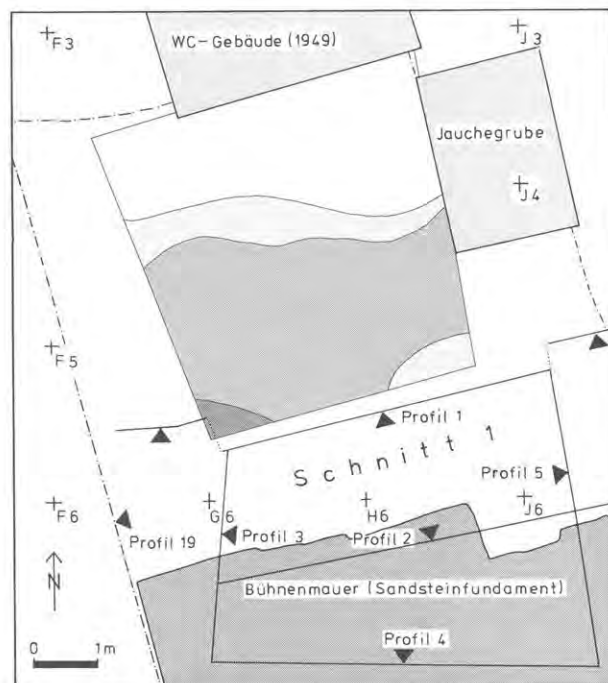 F3
WC-Gebäude (1949)
J3
Jauchegrube
J4
F5
Profil 1
Schnitt 1
Profil 5
F6
G6
H6
J6
Profil 19
Profil 3
Profil 2
N
Bühnenmauer (Sandsteinfundament)
Profil 4
0 1m